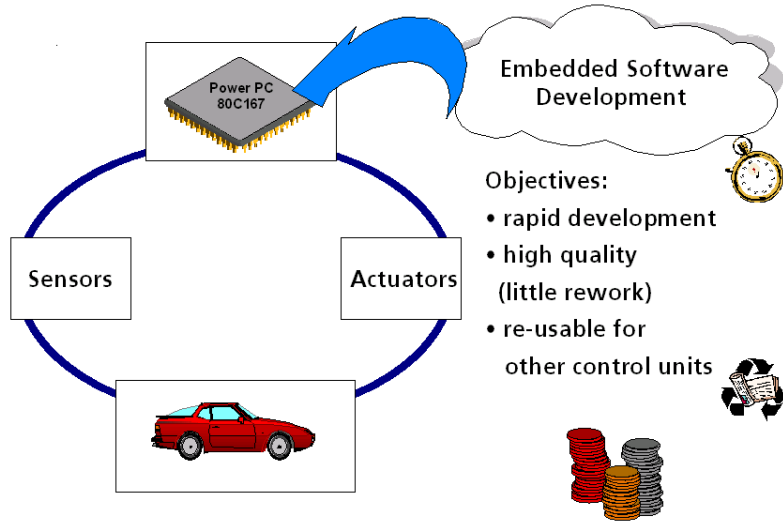 Power PC
80C167
Embedded Software
Development
Sensors
Actuators
Objectives:
• rapid development
• high quality
(little rework)
• re-usable for
other control units